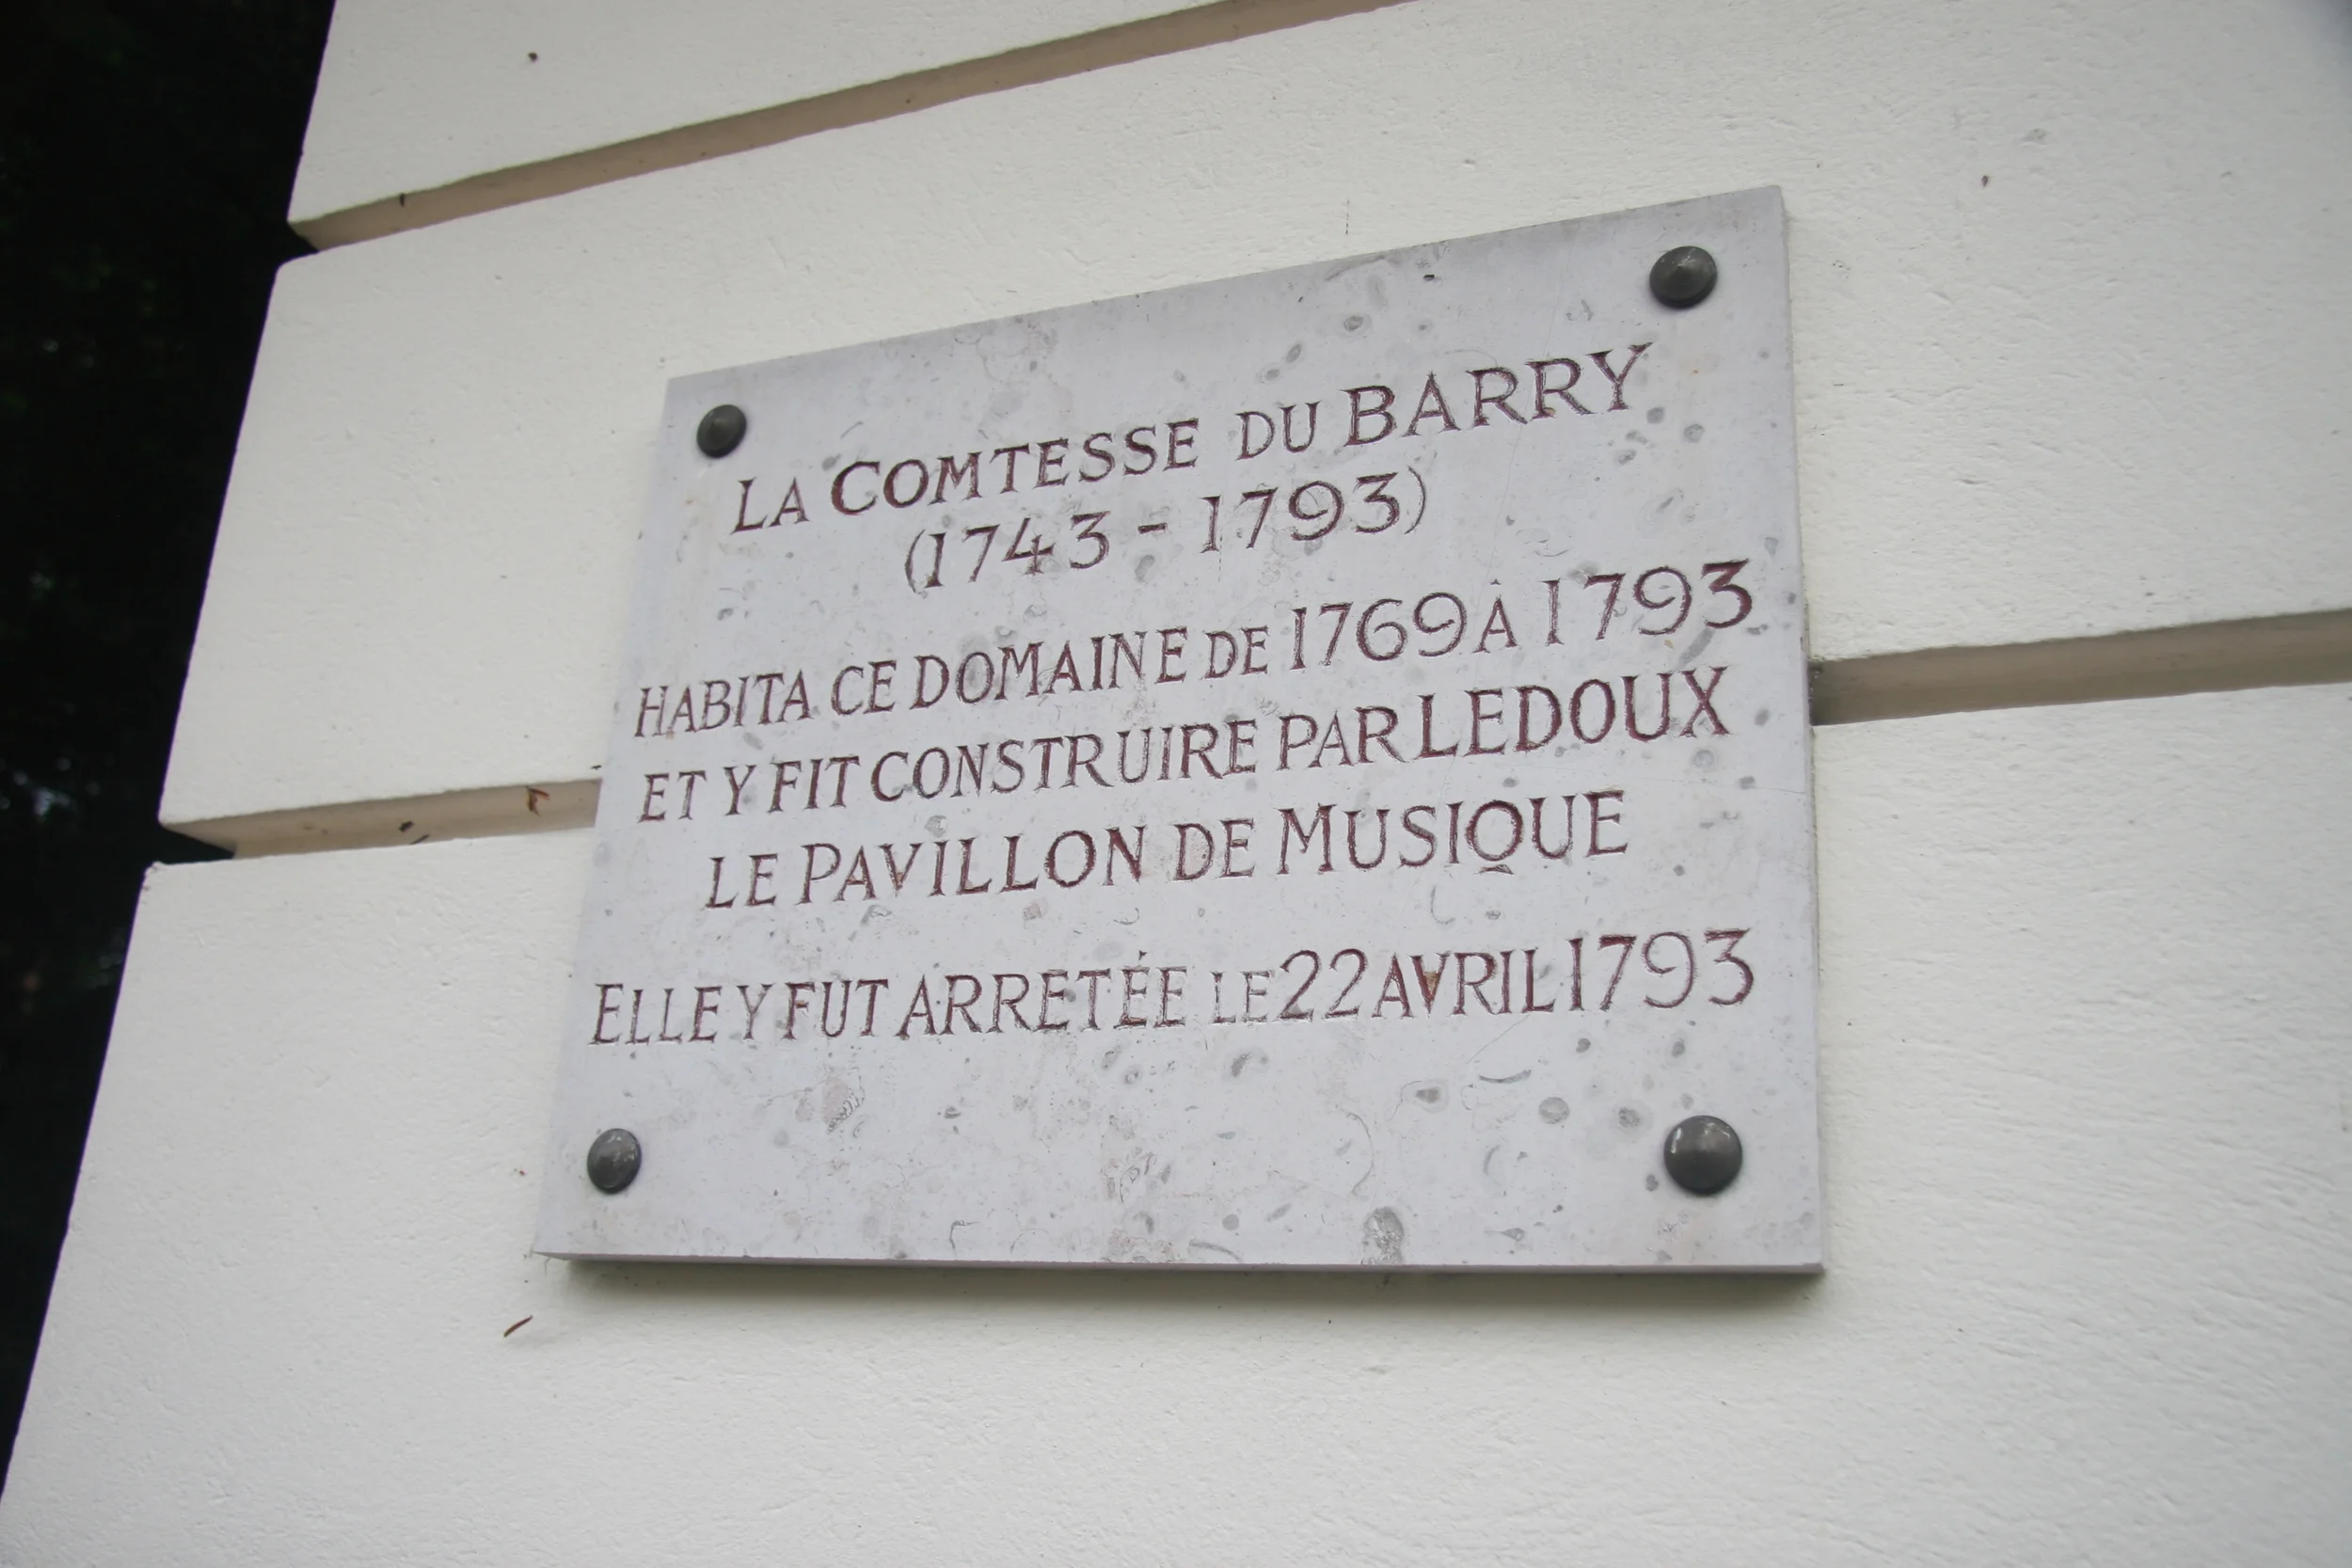 LA COMTESSE DU BARRY
(1743 - 1793)
HABITA CE DOMAINE DE 1769 À 1793
ET Y FIT CONSTRUIRE PAR LEDOUX
LE PAVILLON DE MUSIQUE
ELLE Y FUT ARRETÉE LE 22 AVRIL 1793